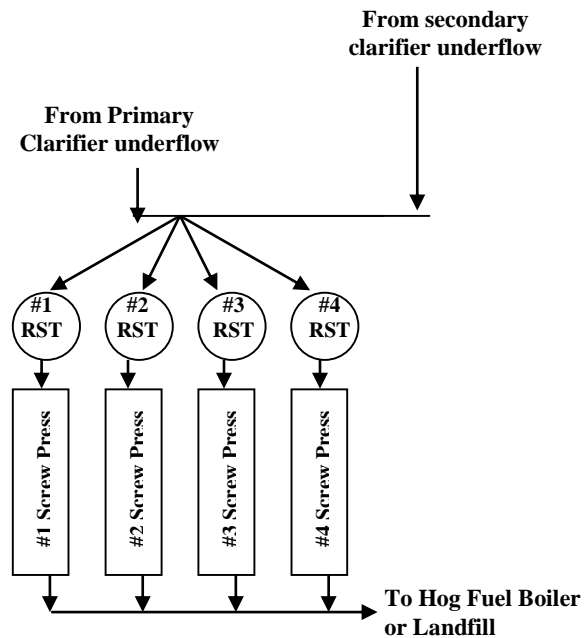 From secondary
clarifier underflow
From Primary
Clarifier underflow
#1
RST
#2
RST
#3
RST
#4
RST
#1 Screw Press
#2 Screw Press
#3 Screw Press
#4 Screw Press
To Hog Fuel Boiler
or Landfill